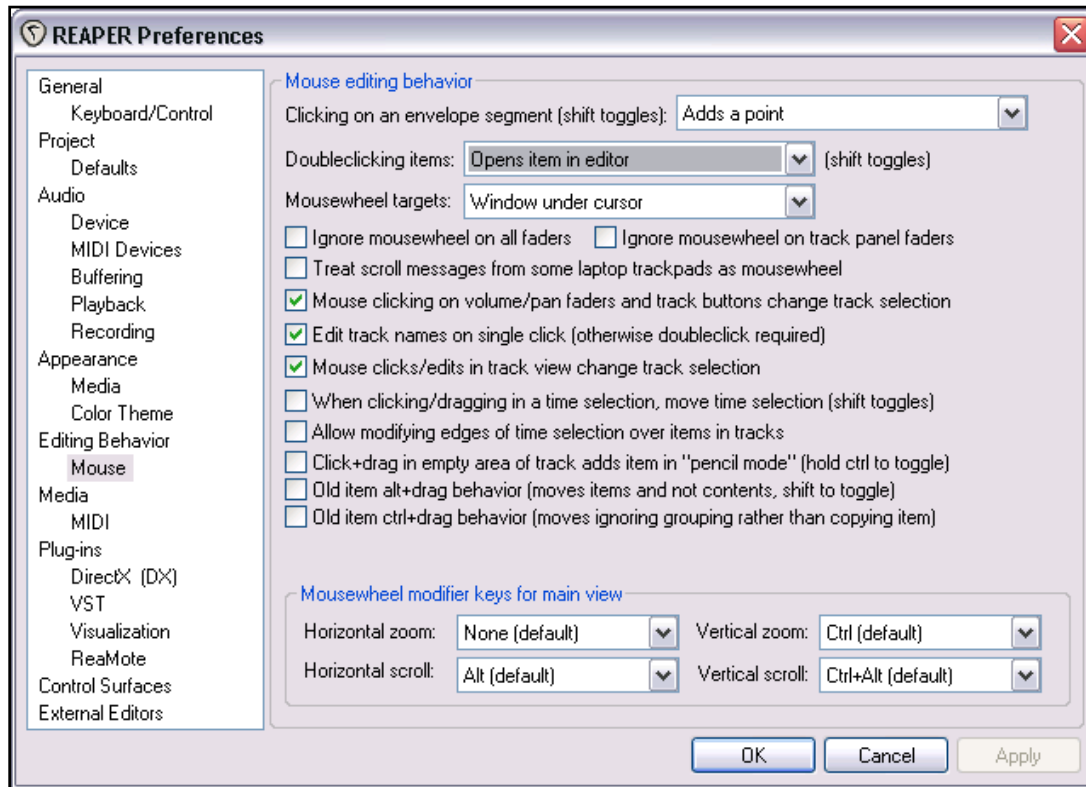 REAPER Preferences
General
Keyboard/Control
Project
Defaults
Audio
Device
MIDI Devices
Buffering
Playback
Recording
Appearance
Media
Color Theme
Editing Behavior
Mouse
Media
MIDI
Plug-ins
DirectX (DX)
VST
Visualization
ReaMote
Control Surfaces
External Editors
Mouse editing behavior
Clicking on an envelope segment (shift toggles): Adds a point
Doubleclicking items: Opens item in editor (shift toggles)
Mousewheel targets: Window under cursor
Ignore mousewheel on all faders Ignore mousewheel on track panel faders
Treat scroll messages from some laptop trackpads as mousewheel
Mouse clicking on volume/pan faders and track buttons change track selection
Edit track names on single click (otherwise doubleclick required)
Mouse clicks/edits in track view change track selection
When clicking/dragging in a time selection, move time selection (shift toggles)
Allow modifying edges of time selection over items in tracks
Click+drag in empty area of track adds item in "pencil mode" (hold ctrl to toggle)
Old item alt+drag behavior (moves items and not contents, shift to toggle)
Old item ctrl+drag behavior (moves ignoring grouping rather than copying item)
Mousewheel modifier keys for main view
Horizontal zoom: None (default) Vertical zoom: Ctrl (default)
Horizontal scroll: Alt (default) Vertical scroll: Ctrl+Alt (default)
OK Cancel Apply